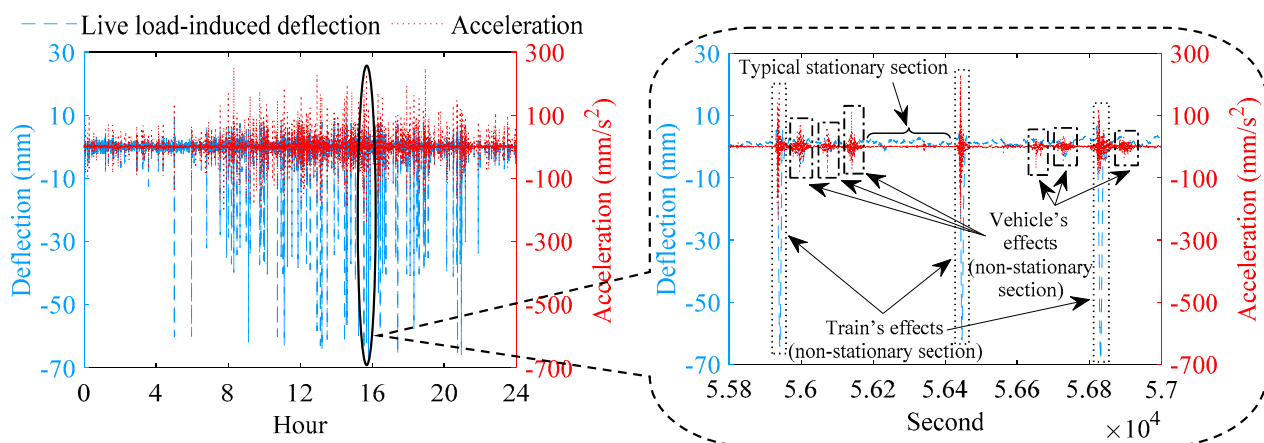 Live load-induced deflection
Acceleration
30
10
-10
-30
-50
-70
Deflection (mm)
0
4
8
12
16
20
24
Hour
300
100
-100
-300
-500
-700
Acceleration (mm/s²)
30
10
-10
-30
-50
-70
Deflection (mm)
Typical stationary section
Vehicle's
effects
(non-stationary
section)
Train's effects
(non-stationary section)
5.58
5.6
5.62
5.64
5.66
5.68
5.7
Second
×10⁴
300
100
-100
-300
-500
-700
Acceleration (mm/s²)